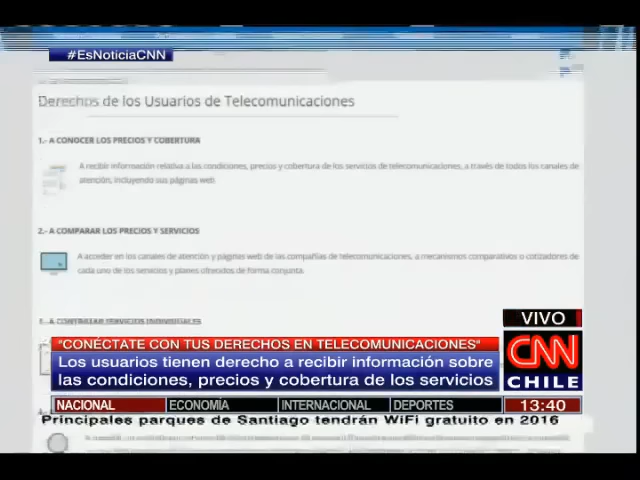 #EsNoticiaCNN
Derechos de los Usuarios de Telecomunicaciones
1.- A CONOCER LOS PRECIOS Y COBERTURA
A recibir información relativa a las condiciones, precios y cobertura de los servicios de telecomunicaciones, a través de todos los canales de
atención, incluyendo sus páginas web.
2.- A COMPARAR LOS PRECIOS Y SERVICIOS
A acceder en los canales de atención y páginas web de las compañías de telecomunicaciones, a mecanismos comparativos o cotizadores de
cada uno de los servicios y planes ofrecidos de forma conjunta.
A CONTRATAR SERVICIOS INDIVIDUALES
VIVO
"CONÉCTATE CON TUS DERECHOS EN TELECOMUNICACIONES"
Los usuarios tienen derecho a recibir información sobre
las condiciones, precios y cobertura de los servicios
CNN
CHILE
NACIONAL ECONOMÍA INTERNACIONAL DEPORTES 13:40
Principales parques de Santiago tendrán WiFi gratuito en 2016